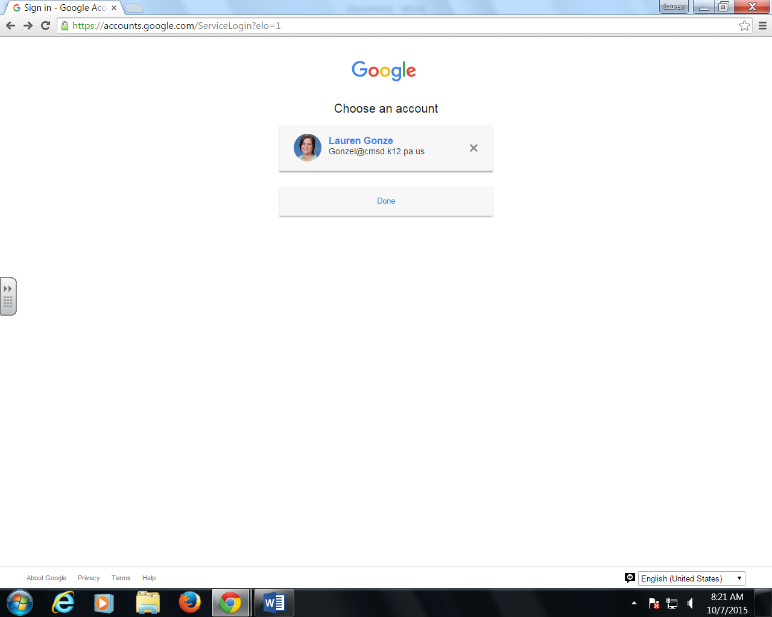 Sign in - Google Acc
Lauren
https://accounts.google.com/ServiceLogin?elo=1
Google
Choose an account
Lauren Gonze
Gonzel@cmsd.k12.pa.us
Done
About Google Privacy Terms Help
English (United States)
8:21 AM
10/7/2015